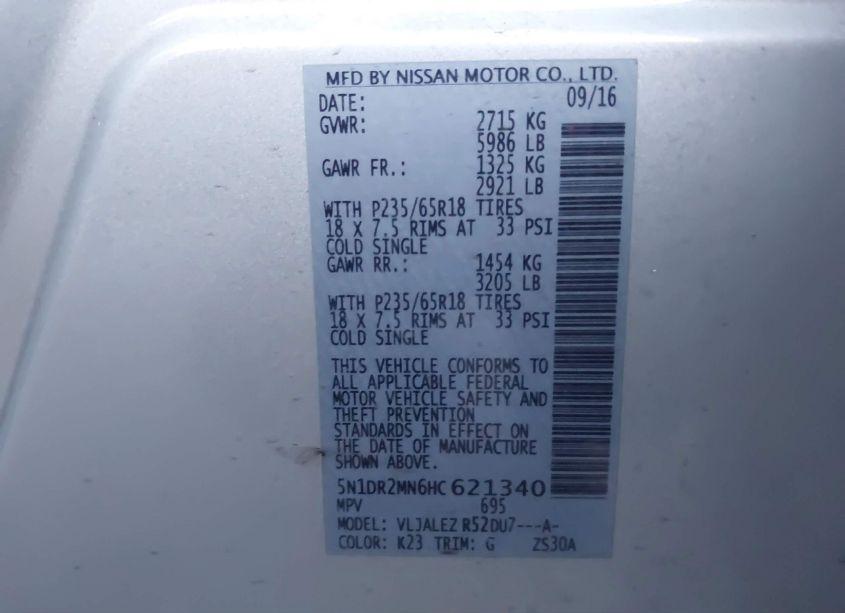 MFD BY NISSAN MOTOR CO., LTD.
DATE: 09/16
GVWR: 2715 KG
5986 LB
GAWR FR.: 1325 KG
2921 LB
WITH P235/65R18 TIRES
18 X 7.5 RIMS AT 33 PSI
COLD SINGLE
GAWR RR.: 1454 KG
3205 LB
WITH P235/65R18 TIRES
18 X 7.5 RIMS AT 33 PSI
COLD SINGLE
THIS VEHICLE CONFORMS TO
ALL APPLICABLE FEDERAL
MOTOR VEHICLE SAFETY AND
THEFT PREVENTION
STANDARDS IN EFFECT ON
THE DATE OF MANUFACTURE
SHOWN ABOVE.
5N1DR2MN6HC 621340
MPV 695
MODEL: VLJALEZ R52DU7---A-
COLOR: K23 TRIM: G ZS30A